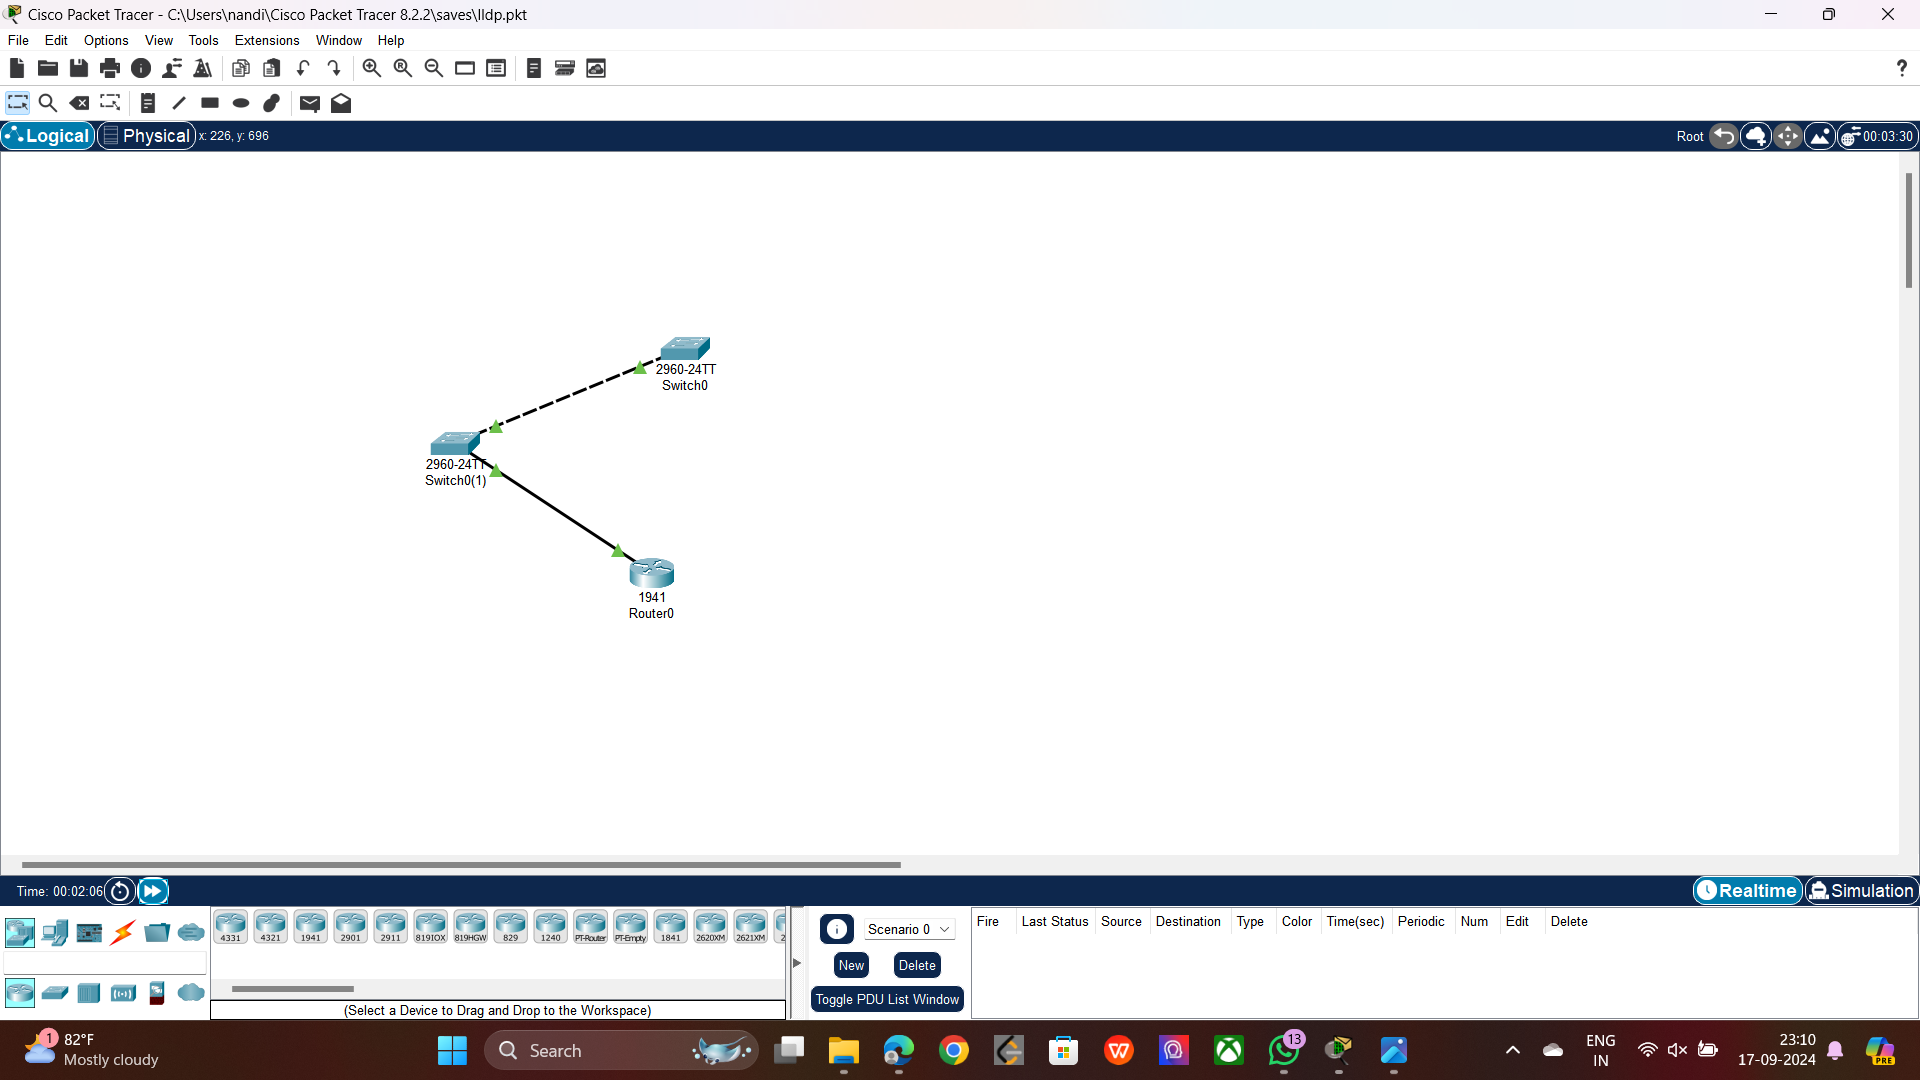 Cisco Packet Tracer - C:\Users\nandi\Cisco Packet Tracer 8.2.2\saves\lldp.pkt
File Edit Options View Tools Extensions Window Help
?
Logical Physical x: 226, y: 696 Root 00:03:30
2960-24TT
Switch0
2960-24TT
Switch0(1)
1941
Router0
Time: 00:02:06 Realtime Simulation
4331 4321 1941 2901 2911 819IOX 819HGW 829 1240 PT-Router PT-Empty 1841 2620XM 2621XM 2
(Select a Device to Drag and Drop to the Workspace)
Scenario 0
New Delete
Toggle PDU List Window
Fire Last Status Source Destination Type Color Time(sec) Periodic Num Edit Delete
1 82°F
Mostly cloudy
Search
13
ENG
IN
23:10
17-09-2024
PRE